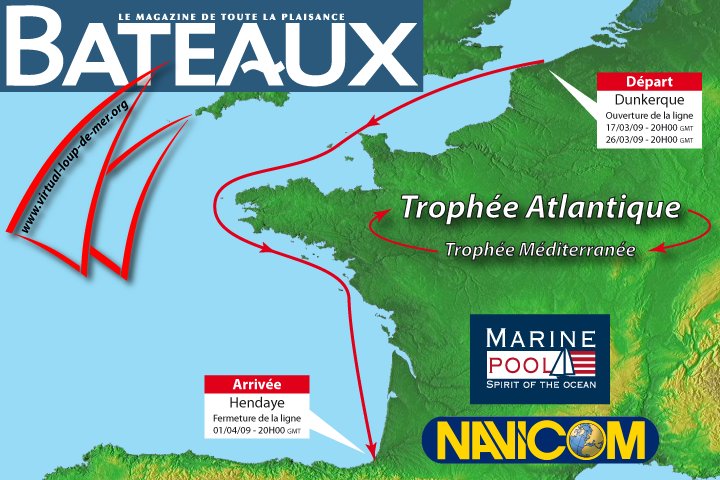 LE MAGAZINE DE TOUTE LA PLAISANCE
BATEAUX
www.virtual-loup-de-mer.org
Départ
Dunkerque
Ouverture de la ligne
17/03/09 - 20H00 GMT
26/03/09 - 20H00 GMT
Trophée Atlantique
Trophée Méditerranée
MARINE
POOL
SPIRIT OF THE OCEAN
Arrivée
Hendaye
Fermeture de la ligne
01/04/09 - 20H00 GMT
NAVICOM